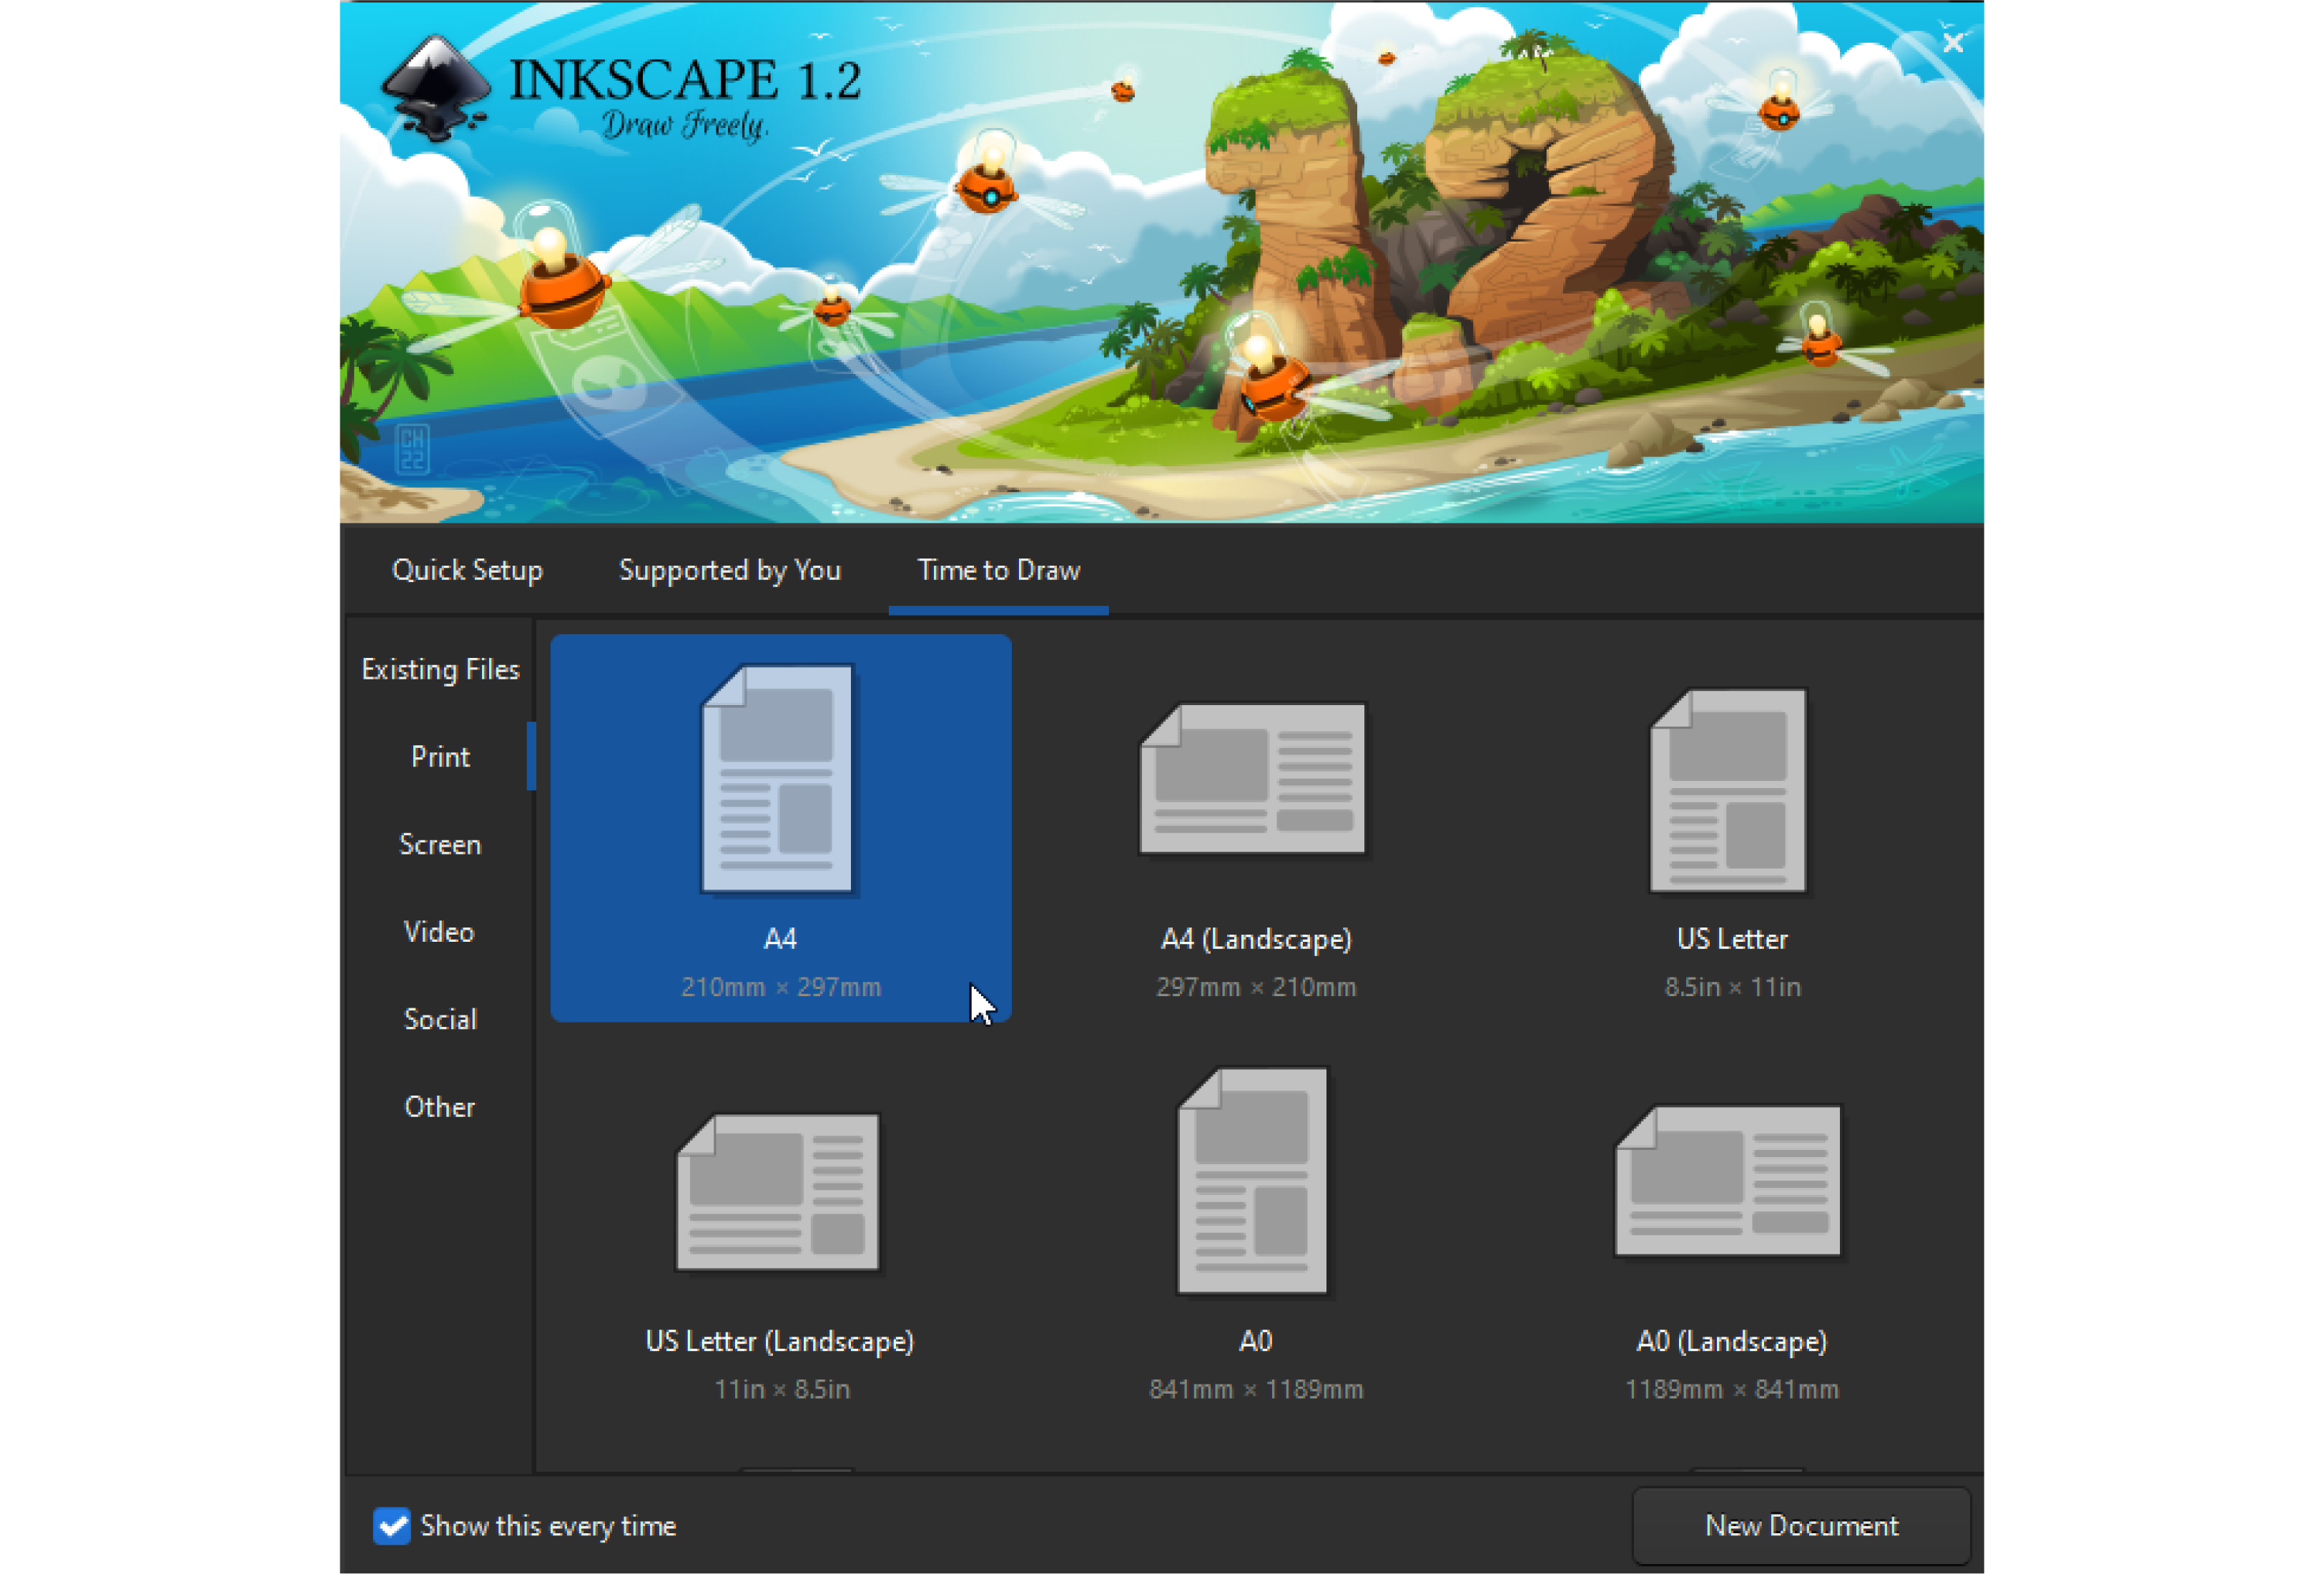 INKSCAPE 1.2
Draw Freely.
CH
22
Quick Setup
Supported by You
Time to Draw
Existing Files
Print
Screen
Video
Social
Other
A4
210mm × 297mm
A4 (Landscape)
297mm × 210mm
US Letter
8.5in × 11in
US Letter (Landscape)
11in × 8.5in
A0
841mm × 1189mm
A0 (Landscape)
1189mm × 841mm
Show this every time
New Document